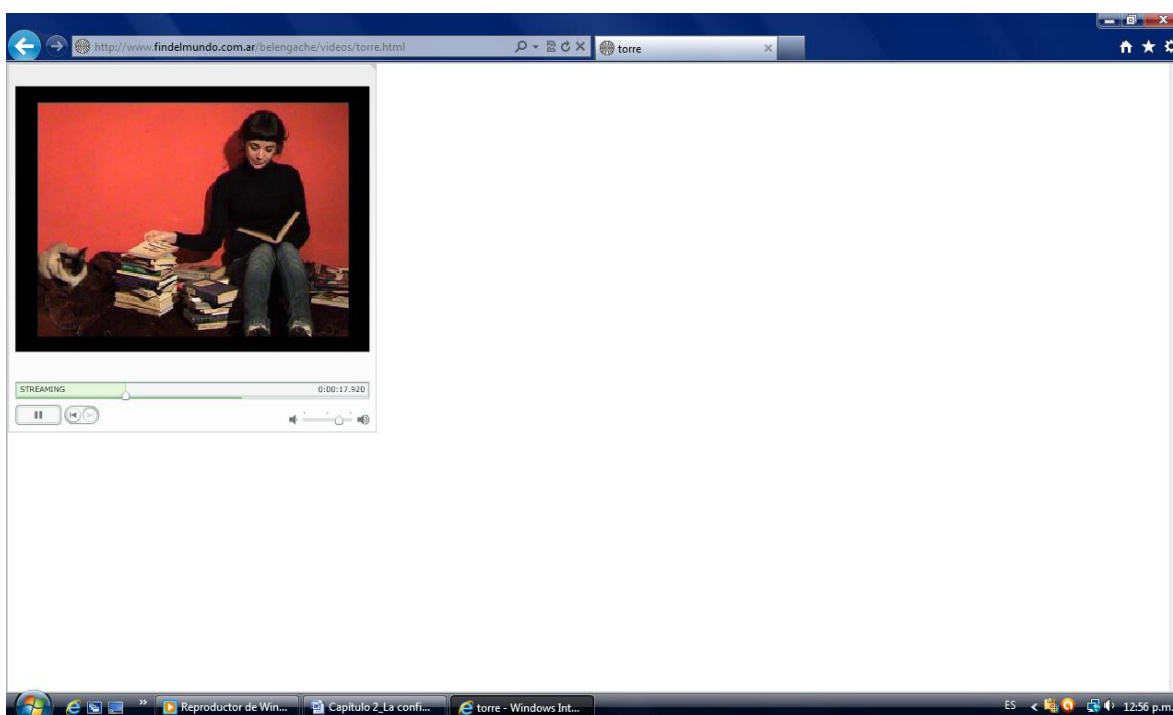 http://www.findelmundo.com.ar/belengache/videos/torre.html
torre
STREAMING
0:00:17.920
Reproductor de Win...
Capítulo 2_La confi...
torre - Windows Int...
ES
12:56 p.m.